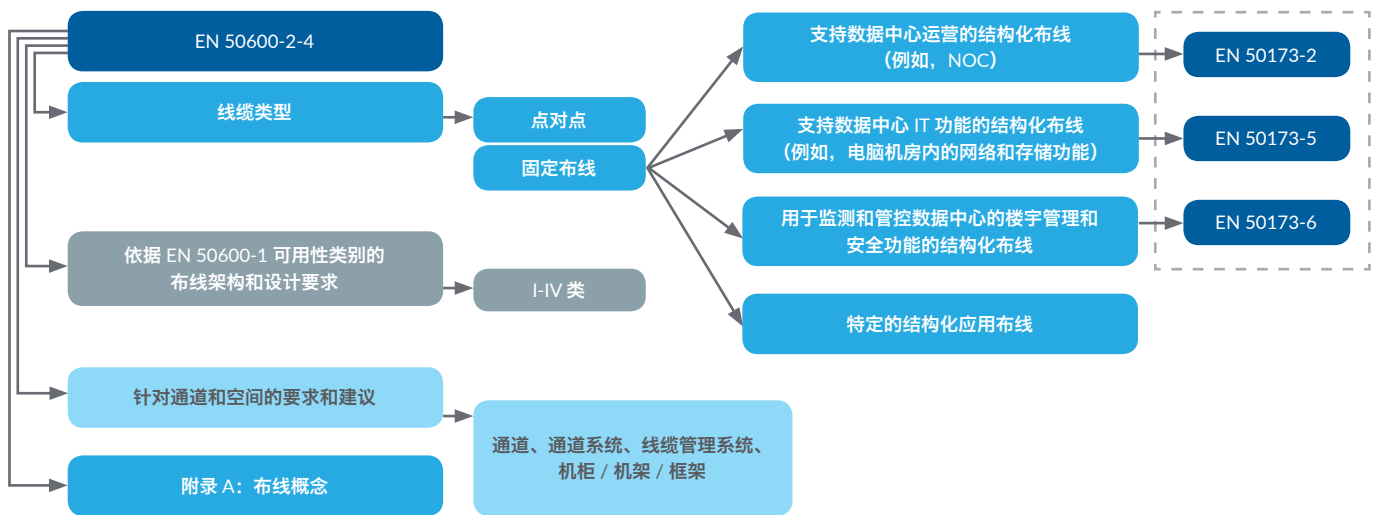 EN 50600-2-4
线缆类型
点对点
固定布线
支持数据中心运营的结构化布线
（例如，NOC）
EN 50173-2
支持数据中心 IT 功能的结构化布线
（例如，电脑机房内的网络和存储功能）
EN 50173-5
用于监测和管控数据中心的楼宇管理和
安全功能的结构化布线
EN 50173-6
特定的结构化应用布线
依据 EN 50600-1 可用性类别的
布线架构和设计要求
I-IV 类
针对通道和空间的要求和建议
通道、通道系统、线缆管理系统、
机柜 / 机架 / 框架
附录 A：布线概念